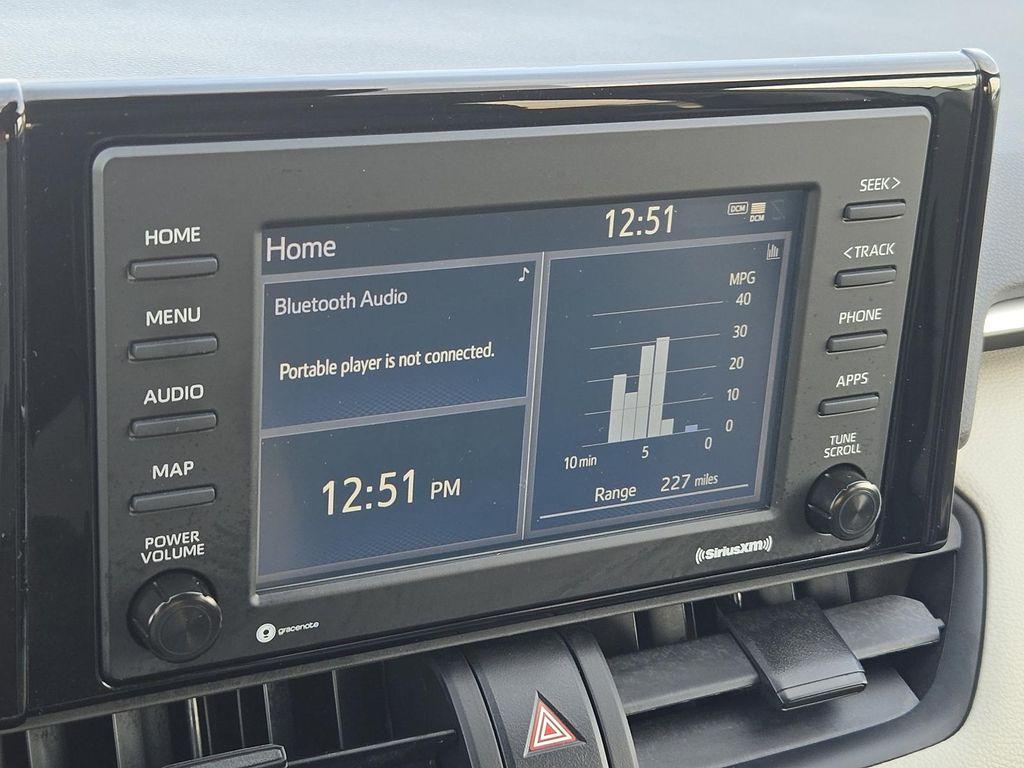 HOME
MENU
AUDIO
MAP
POWER
VOLUME
gracenote
Home
12:51
DCM
DCM
Bluetooth Audio
Portable player is not connected.
12:51 PM
MPG
40
30
20
10
0
10 min
5
0
Range 227 miles
SiriusXM
SEEK>
<TRACK
PHONE
APPS
TUNE
SCROLL